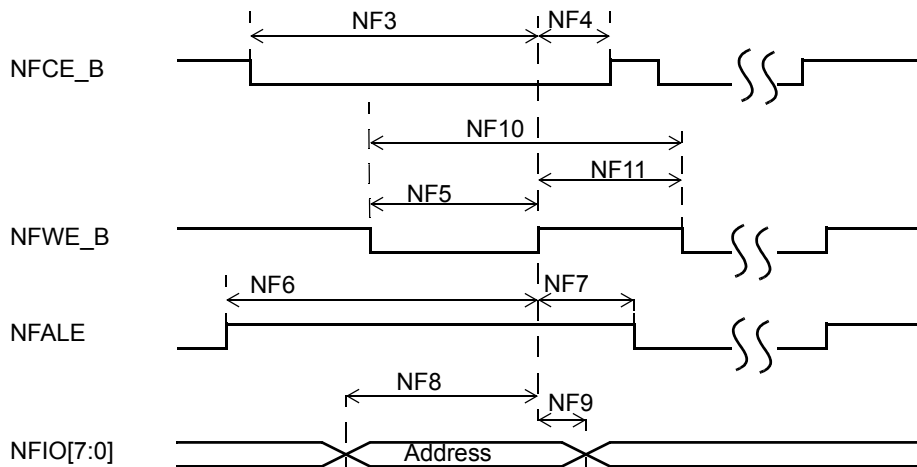 NF3
NF4
NFCE_B
NF10
NF11
NF5
NFWE_B
NF6
NF7
NFALE
NF8
NF9
NFIO[7:0]
Address